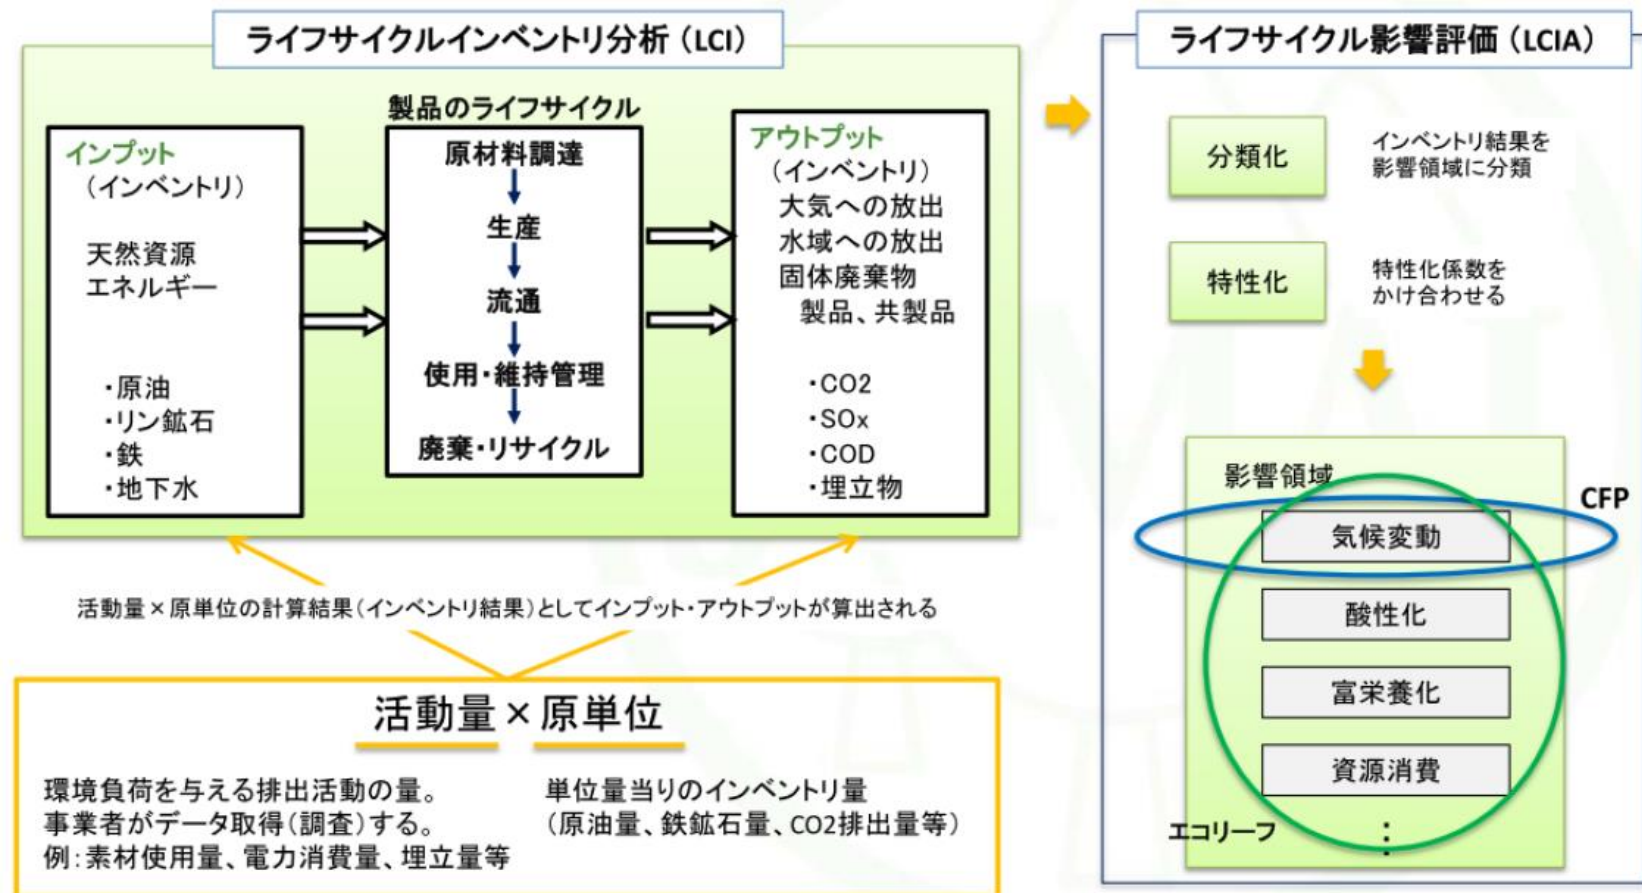 ライフサイクルインベントリ分析（LCI）
製品のライフサイクル
インプット
（インベントリ）
天然資源
エネルギー
・原油
・リン鉱石
・鉄
・地下水
原材料調達
生産
流通
使用・維持管理
廃棄・リサイクル
アウトプット
（インベントリ）
大気への放出
水域への放出
固体廃棄物
製品、共製品
・CO2
・SOx
・COD
・埋立物
活動量×原単位の計算結果（インベントリ結果）としてインプット・アウトプットが算出される
活動量×原単位
環境負荷を与える排出活動の量。
事業者がデータ取得（調査）する。
例：素材使用量、電力消費量、埋立量等
単位量当りのインベントリ量
（原油量、鉄鉱石量、CO2排出量等）
ライフサイクル影響評価（LCIA）
分類化
インベントリ結果を
影響領域に分類
特性化
特性化係数を
かけ合わせる
影響領域
CFP
気候変動
酸性化
富栄養化
資源消費
エコリーフ
⋮